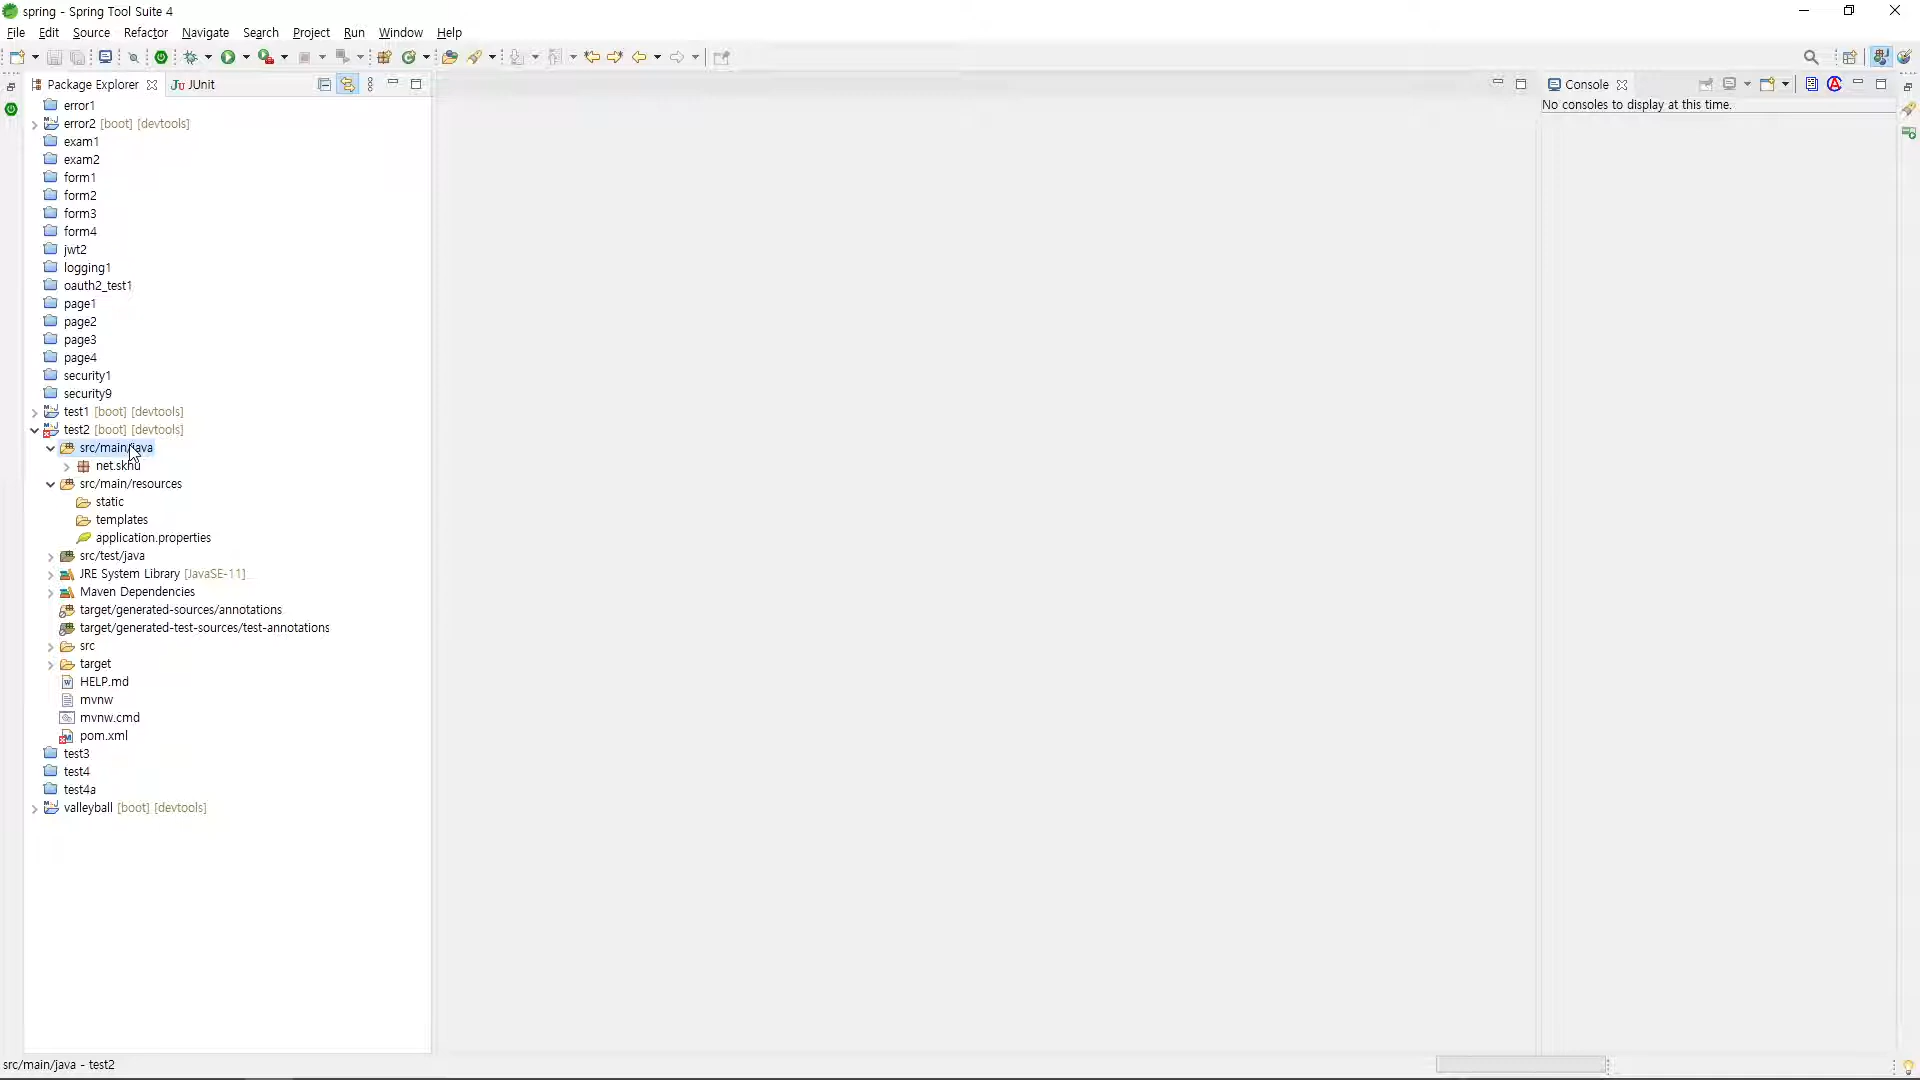 spring - Spring Tool Suite 4
File Edit Source Refactor Navigate Search Project Run Window Help
Package Explorer JUnit
Console
No consoles to display at this time.
error1
error2 [boot] [devtools]
exam1
exam2
form1
form2
form3
form4
jwt2
logging1
oauth2_test1
page1
page2
page3
page4
security1
security9
test1 [boot] [devtools]
test2 [boot] [devtools]
src/main/java
net.skhu
src/main/resources
static
templates
application.properties
src/test/java
JRE System Library [JavaSE-11]
Maven Dependencies
target/generated-sources/annotations
target/generated-test-sources/test-annotations
src
target
HELP.md
mvnw
mvnw.cmd
pom.xml
test3
test4
test4a
valleyball [boot] [devtools]
src/main/java - test2